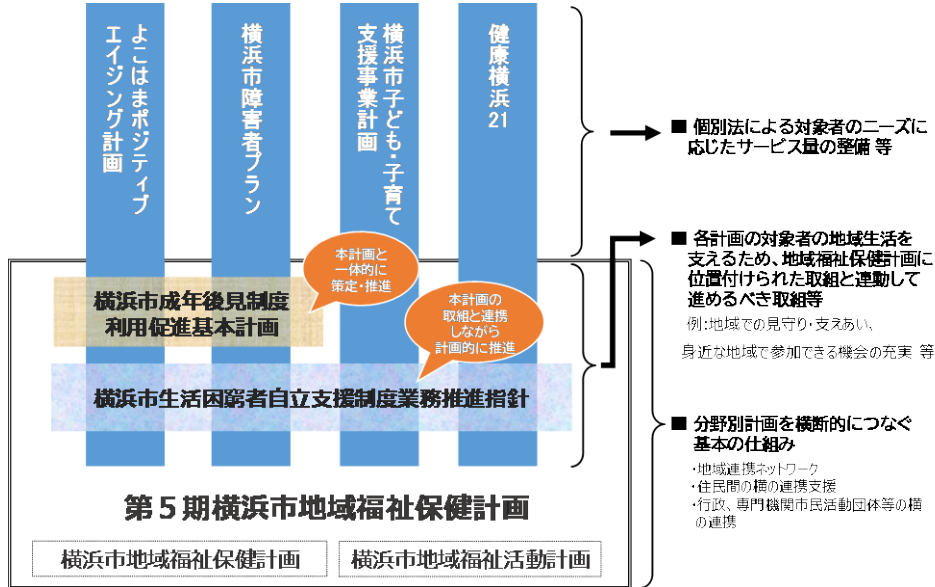 よこはまポジティブ
エイジング計画
横浜市障害者プラン
横浜市子ども・子育て
支援事業計画
健康横浜21
■ 個別法による対象者のニーズに
応じたサービス量の整備 等
本計画と
一体的に
策定・推進
横浜市成年後見制度
利用促進基本計画
本計画の
取組と連携
しながら
計画的に推進
横浜市生活困窮者自立支援制度業務推進指針
■ 各計画の対象者の地域生活を
支えるため、地域福祉保健計画に
位置付けられた取組と連動して
進めるべき取組等
例：地域での見守り・支えあい、
身近な地域で参加できる機会の充実 等
■ 分野別計画を横断的につなぐ
基本の仕組み
・地域連携ネットワーク
・住民間の横の連携支援
・行政、専門機関市民活動団体等の横
の連携
第５期横浜市地域福祉保健計画
横浜市地域福祉保健計画
横浜市地域福祉活動計画